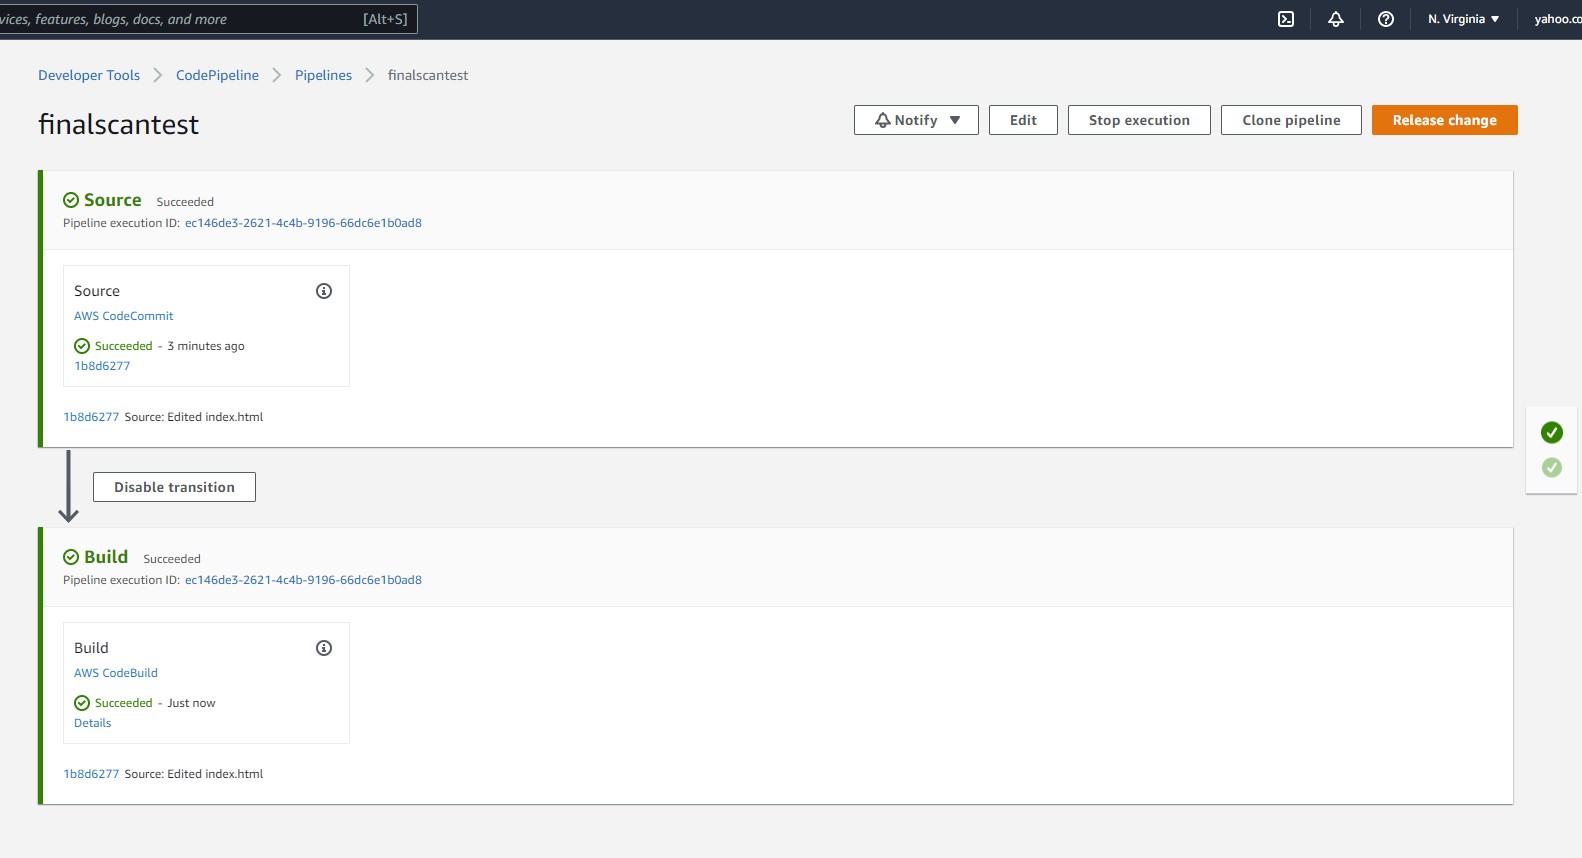 vices, features, blogs, docs, and more [Alt+S] N. Virginia ▼ yahoo.co
Developer Tools > CodePipeline > Pipelines > finalscantest
finalscantest
Notify ▼ Edit Stop execution Clone pipeline Release change
Source Succeeded
Pipeline execution ID: ec146de3-2621-4c4b-9196-66dc6e1b0ad8
Source
AWS CodeCommit
Succeeded - 3 minutes ago
1b8d6277
1b8d6277 Source: Edited index.html
Disable transition
Build Succeeded
Pipeline execution ID: ec146de3-2621-4c4b-9196-66dc6e1b0ad8
Build
AWS CodeBuild
Succeeded - Just now
Details
1b8d6277 Source: Edited index.html